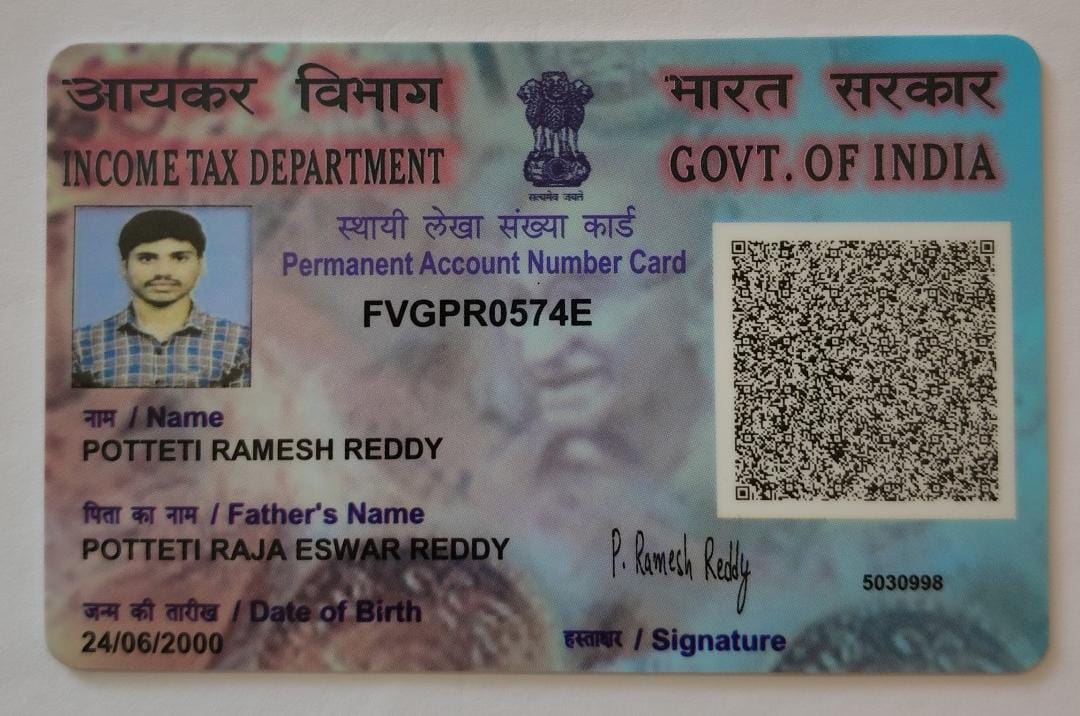 आयकर विभाग
INCOME TAX DEPARTMENT
सत्यमेव जयते
भारत सरकार
GOVT. OF INDIA
स्थायी लेखा संख्या कार्ड
Permanent Account Number Card
FVGPR0574E
नाम / Name
POTTETI RAMESH REDDY
पिता का नाम / Father's Name
POTTETI RAJA ESWAR REDDY
जन्म की तारीख / Date of Birth
24/06/2000
P. Ramesh Reddy
हस्ताक्षर / Signature
5030998